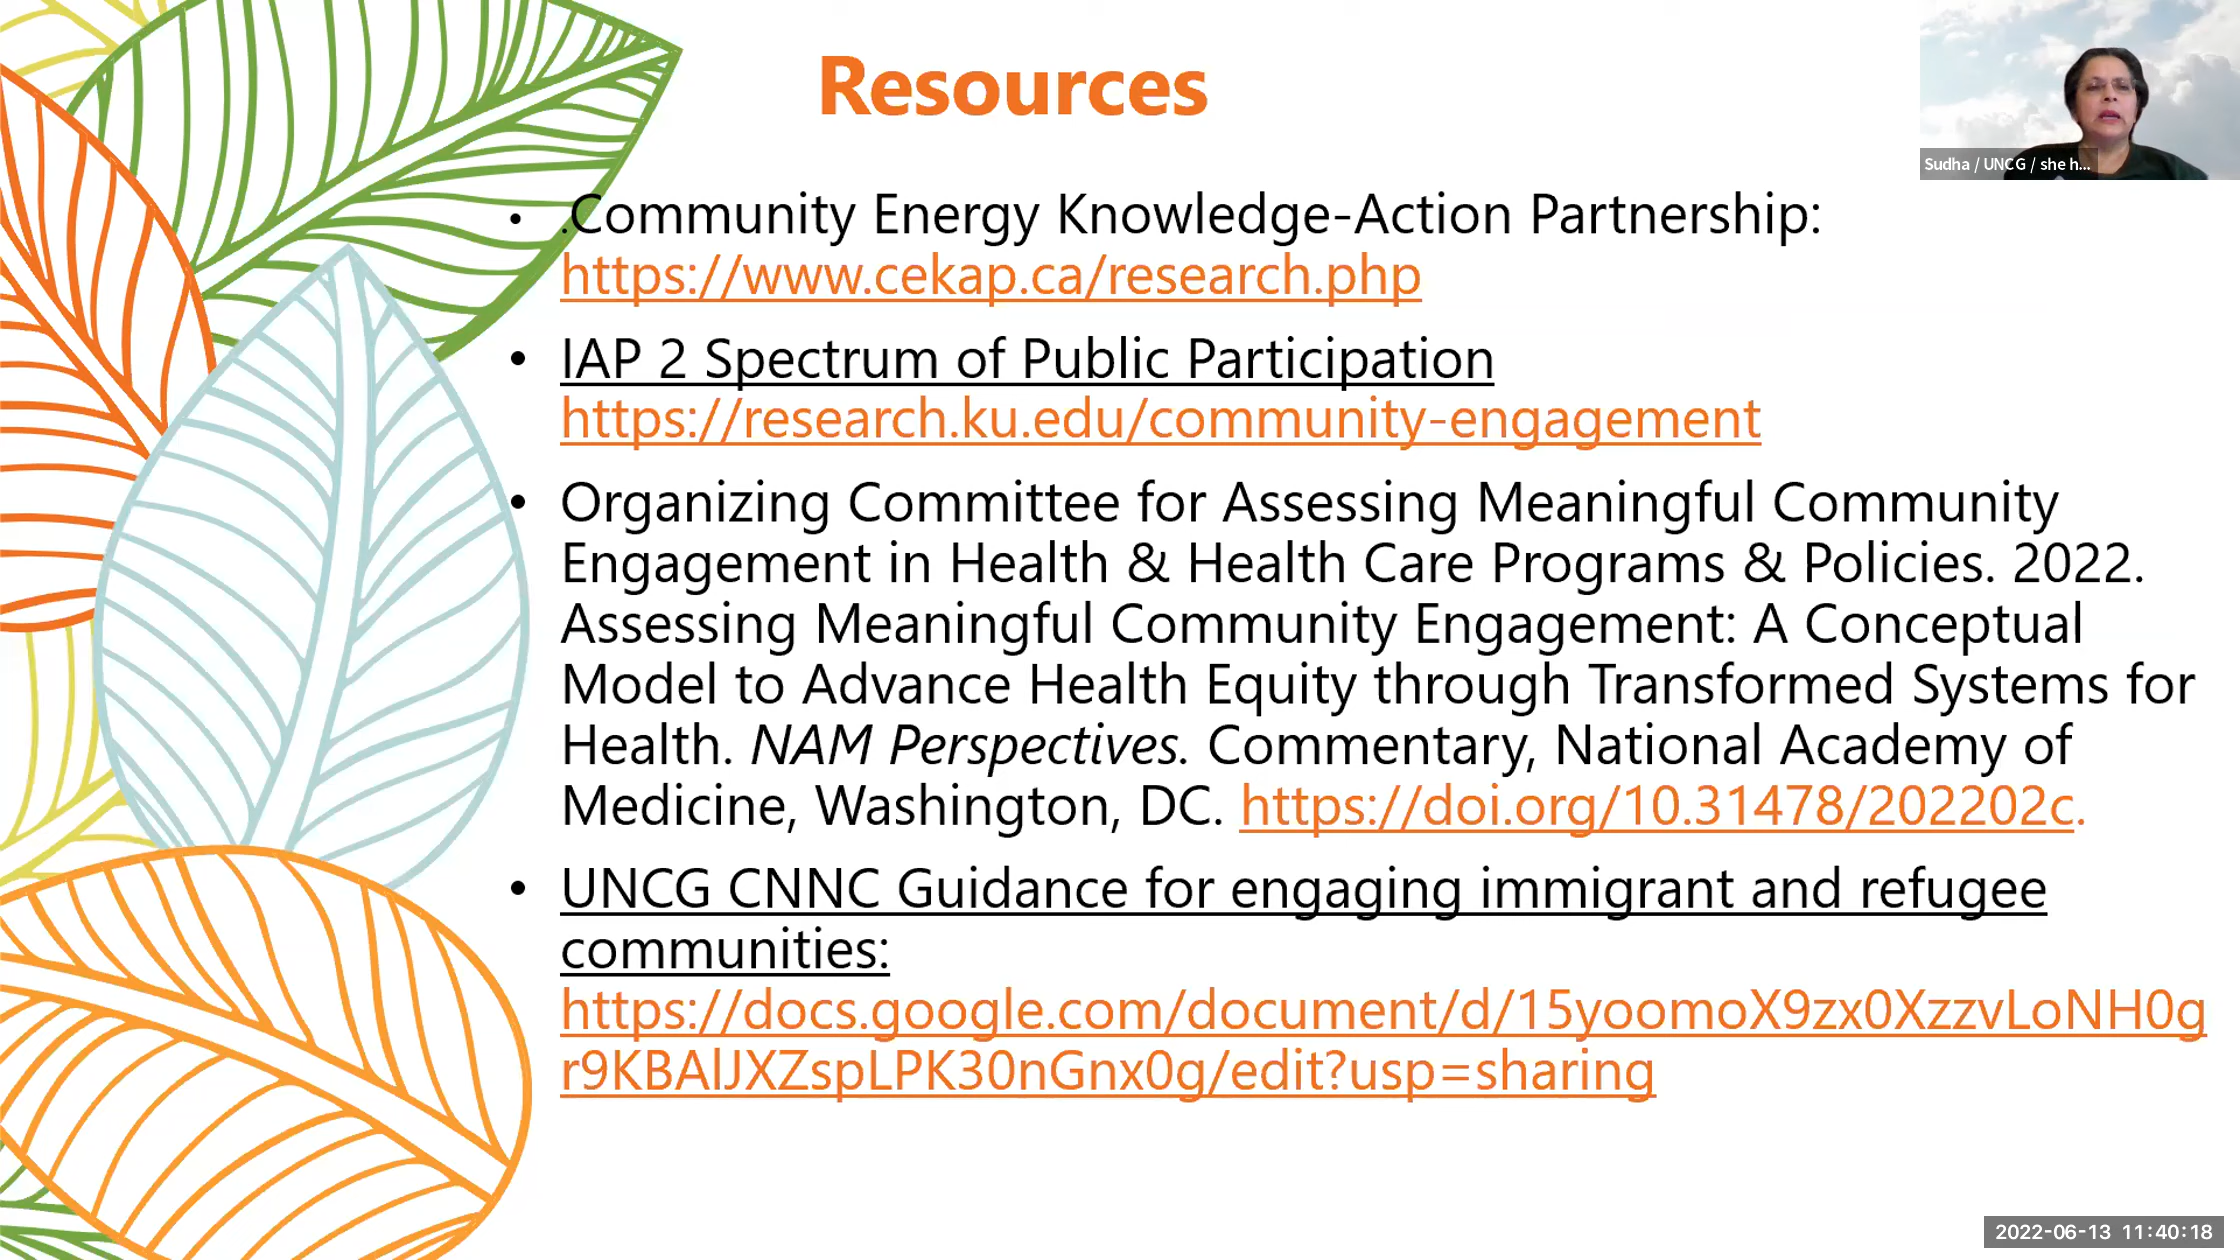 Resources
Sudha / UNCG / she h...
• .Community Energy Knowledge-Action Partnership:
https://www.cekap.ca/research.php
• IAP 2 Spectrum of Public Participation
https://research.ku.edu/community-engagement
• Organizing Committee for Assessing Meaningful Community
Engagement in Health & Health Care Programs & Policies. 2022.
Assessing Meaningful Community Engagement: A Conceptual
Model to Advance Health Equity through Transformed Systems for
Health. NAM Perspectives. Commentary, National Academy of
Medicine, Washington, DC. https://doi.org/10.31478/202202c.
• UNCG CNNC Guidance for engaging immigrant and refugee
communities:
https://docs.google.com/document/d/15yoomoX9zx0XzzvLoNH0g
r9KBAlJXZspLPK30nGnx0g/edit?usp=sharing
2022-06-13 11:40:18